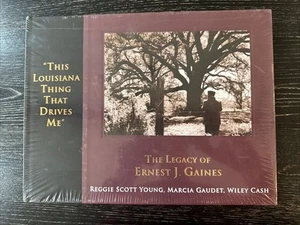 "THIS
LOUISIANA
THING
THAT
DRIVES
ME"
THE LEGACY OF
ERNEST J. GAINES
REGGIE SCOTT YOUNG, MARCIA GAUDET, WILEY CASH